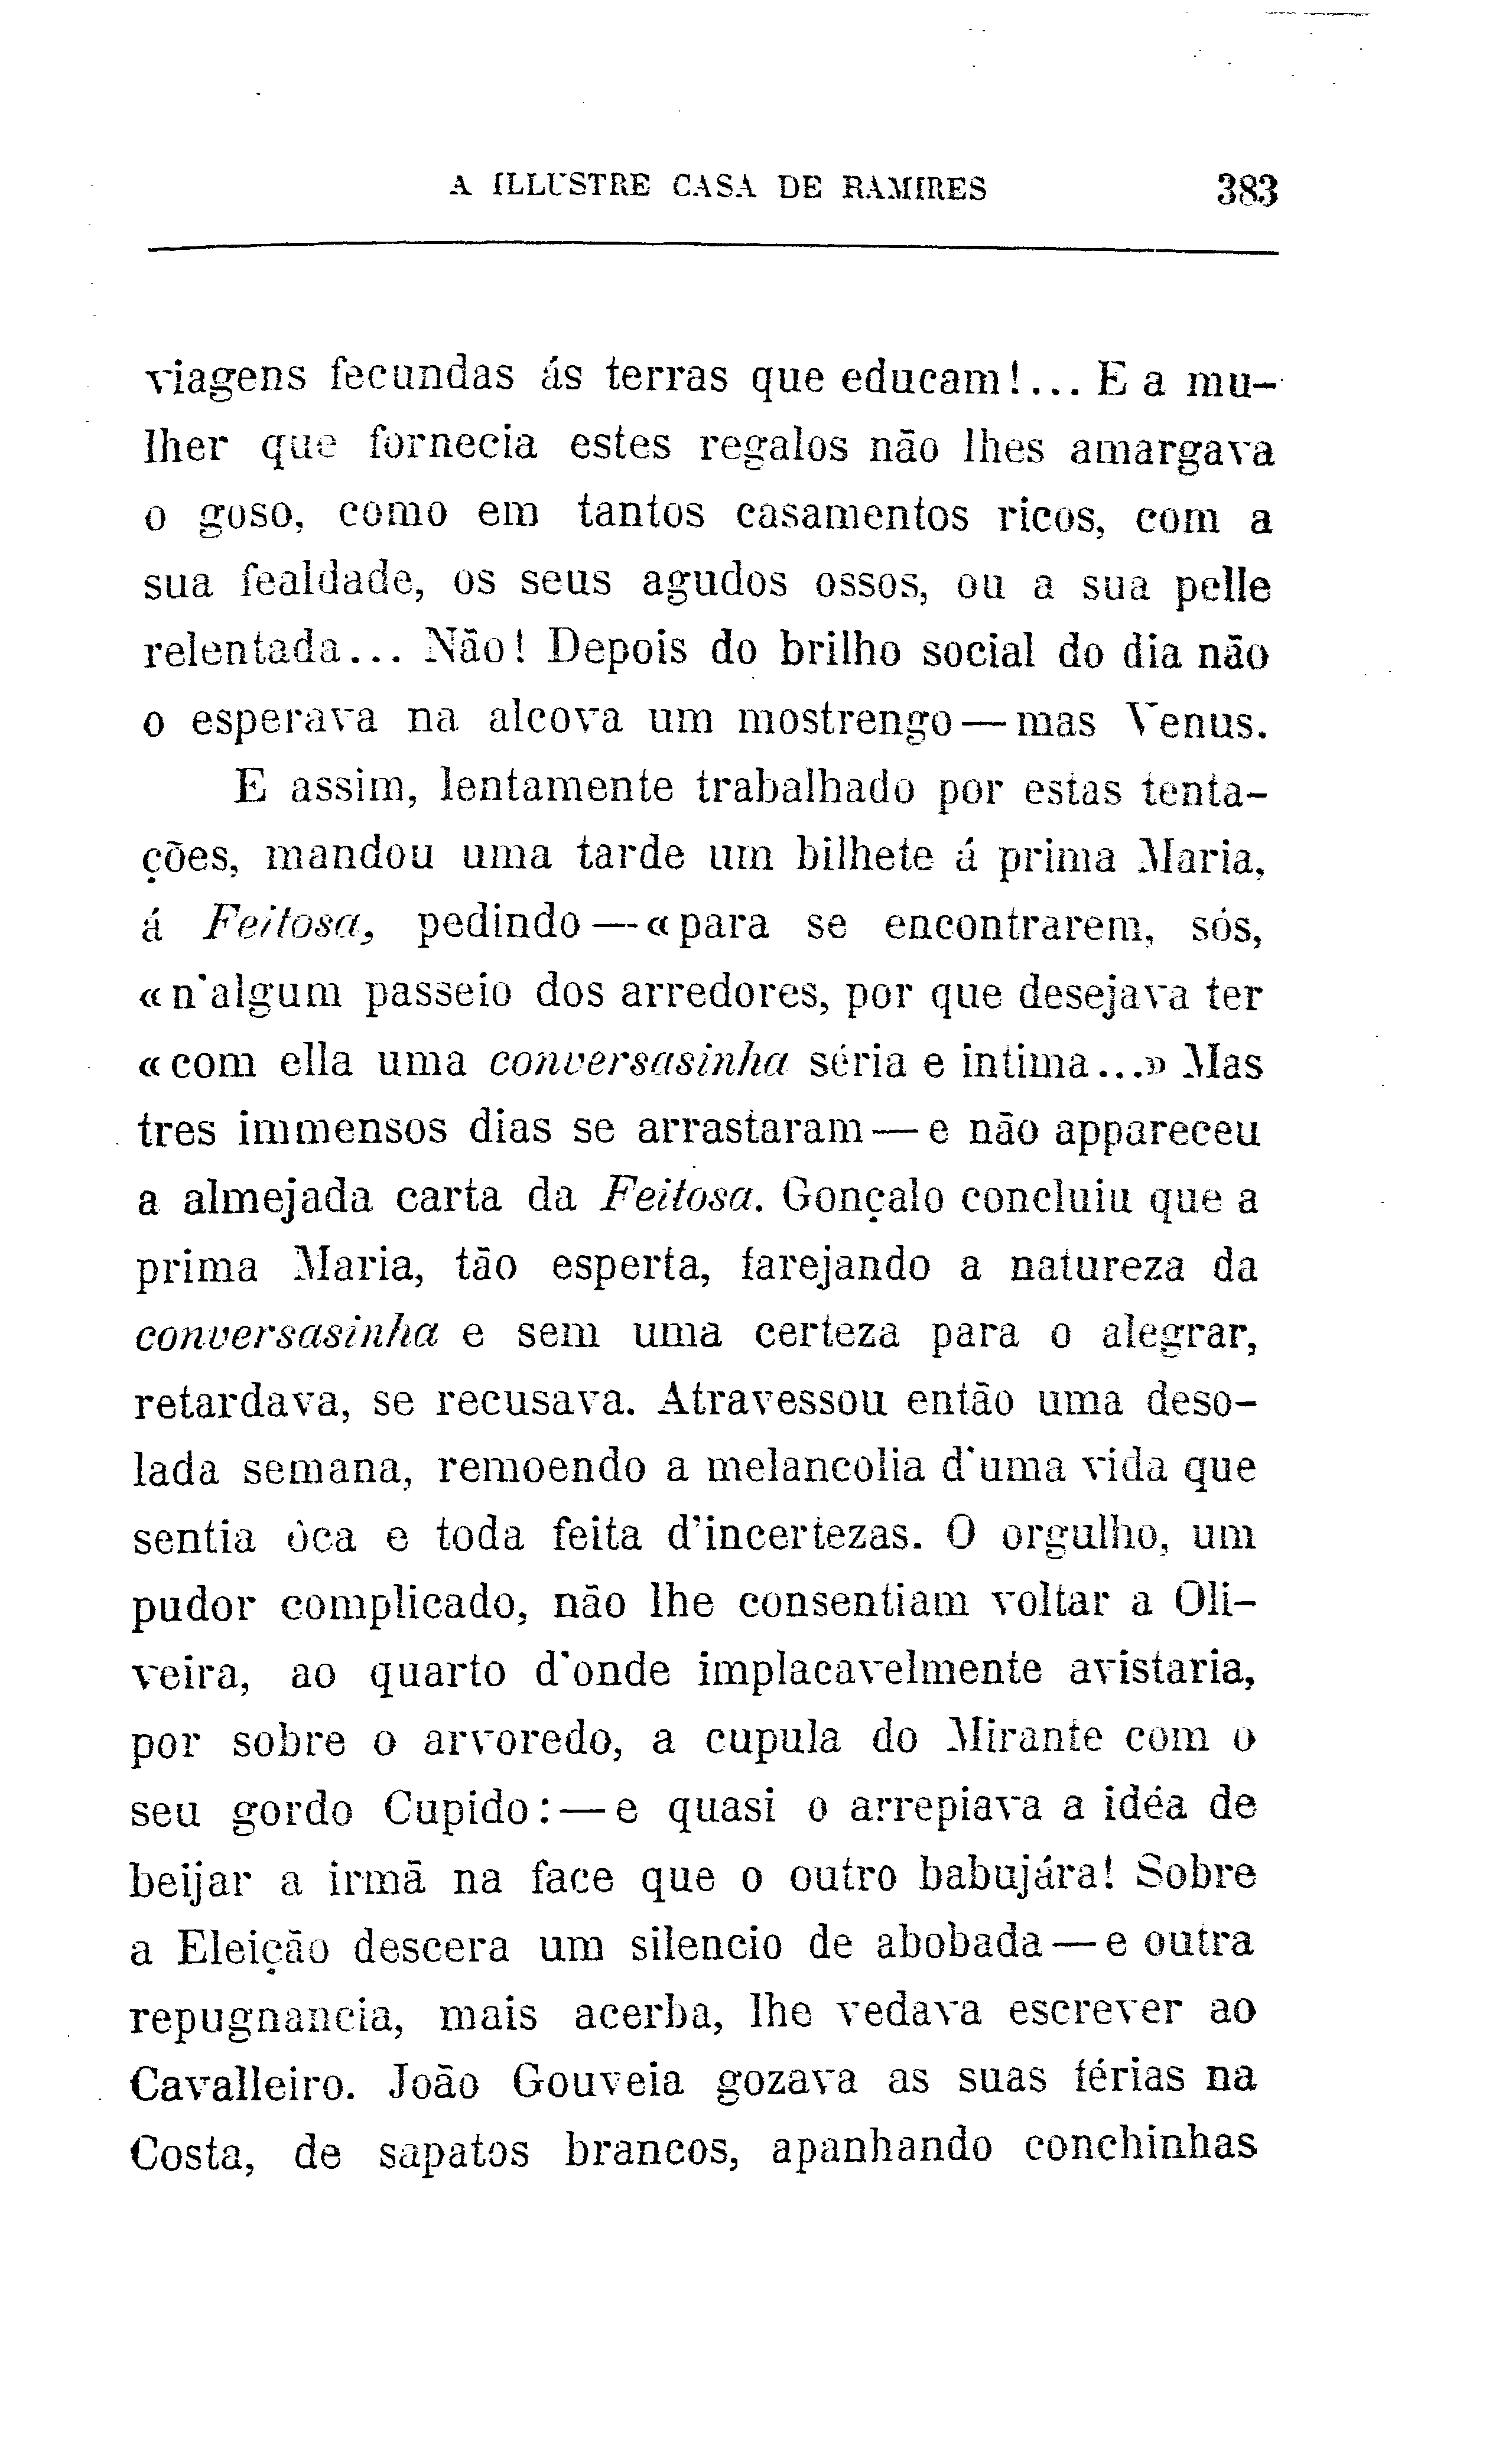 A ILLUSTRE CASA DE RAMIRES 383
viagens fecundas ás terras que educam!... E a mu-
lher que fornecia estes regalos não lhes amargava
o goso, como em tantos casamentos ricos, com a
sua fealdade, os seus agudos ossos, ou a sua pelle
relentada... Não! Depois do brilho social do dia não
o esperava na alcova um mostrengo — mas Venus.
E assim, lentamente trabalhado por estas tenta-
ções, mandou uma tarde um bilhete á prima Maria,
á Feitosa, pedindo — «para se encontrarem, sós,
«n'algum passeio dos arredores, por que desejava ter
«com ella uma conversasinha séria e intima...» Mas
tres immensos dias se arrastaram — e não appareceu
a almejada carta da Feitosa. Gonçalo concluiu que a
prima Maria, tão esperta, farejando a natureza da
conversasinha e sem uma certeza para o alegrar,
retardava, se recusava. Atravessou então uma deso-
lada semana, remoendo a melancolia d'uma vida que
sentia ôca e toda feita d'incertezas. O orgulho, um
pudor complicado, não lhe consentiam voltar a Oli-
veira, ao quarto d'onde implacavelmente avistaria,
por sobre o arvoredo, a cupula do Mirante com o
seu gordo Cupido: — e quasi o arrepiava a idéa de
beijar a irmã na face que o outro babujára! Sobre
a Eleição descera um silencio de abobada — e outra
repugnancia, mais acerba, lhe vedava escrever ao
Cavalleiro. João Gouveia gozava as suas férias na
Costa, de sapatos brancos, apanhando conchinhas